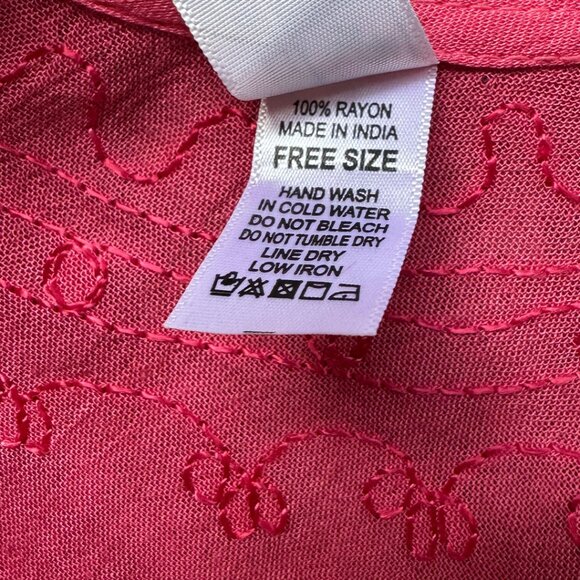 100% RAYON
MADE IN INDIA
FREE SIZE
HAND WASH
IN COLD WATER
DO NOT BLEACH
DO NOT TUMBLE DRY
LINE DRY
LOW IRON